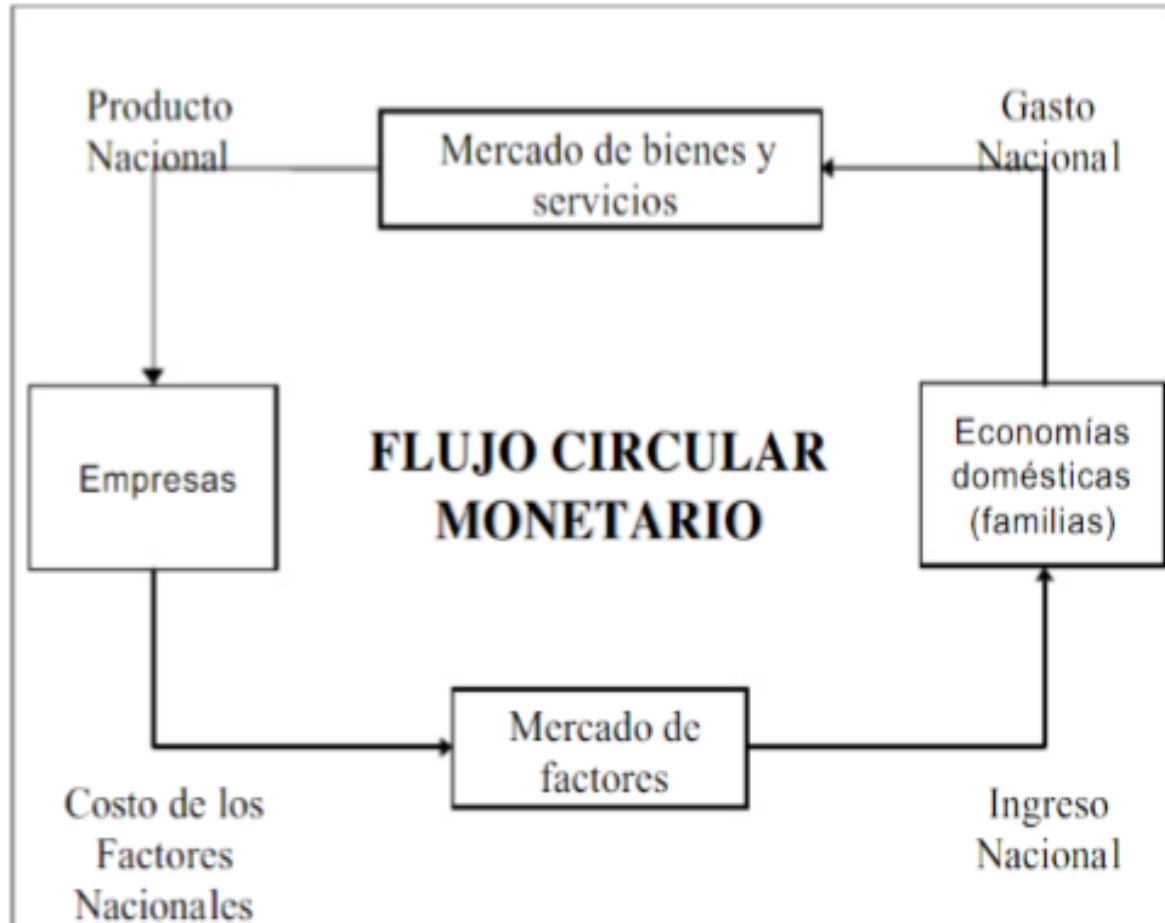 Producto
Nacional
Mercado de bienes y
servicios
Gasto
Nacional
Empresas
FLUJO CIRCULAR
MONETARIO
Economías
domésticas
(familias)
Mercado de
factores
Costo de los
Factores
Nacionales
Ingreso
Nacional